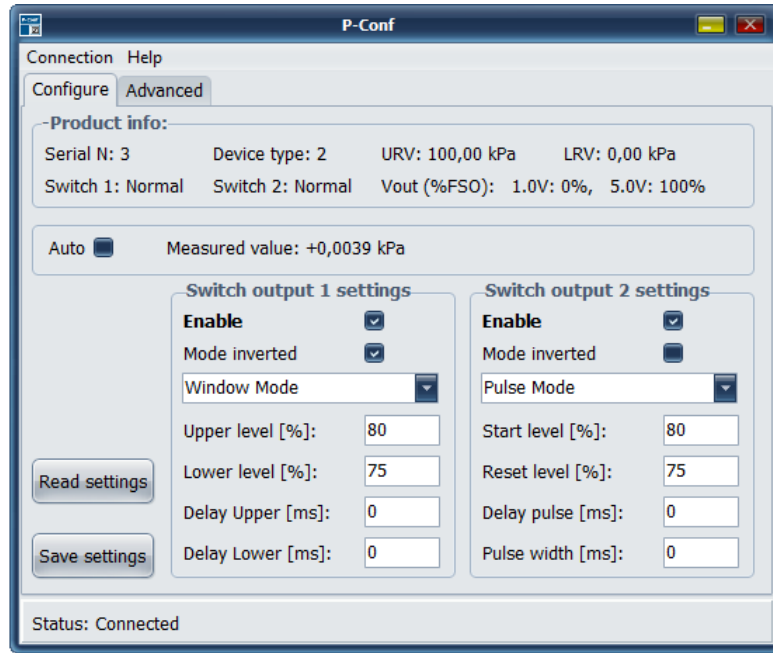 P-Conf
Connection Help
Configure Advanced
Product info:
Serial N: 3 Device type: 2 URV: 100,00 kPa LRV: 0,00 kPa
Switch 1: Normal Switch 2: Normal Vout (%FSO): 1.0V: 0%, 5.0V: 100%
Auto Measured value: +0,0039 kPa
Switch output 1 settings
Enable
Mode inverted
Window Mode
Upper level [%]: 80
Lower level [%]: 75
Delay Upper [ms]: 0
Delay Lower [ms]: 0
Switch output 2 settings
Enable
Mode inverted
Pulse Mode
Start level [%]: 80
Reset level [%]: 75
Delay pulse [ms]: 0
Pulse width [ms]: 0
Read settings
Save settings
Status: Connected